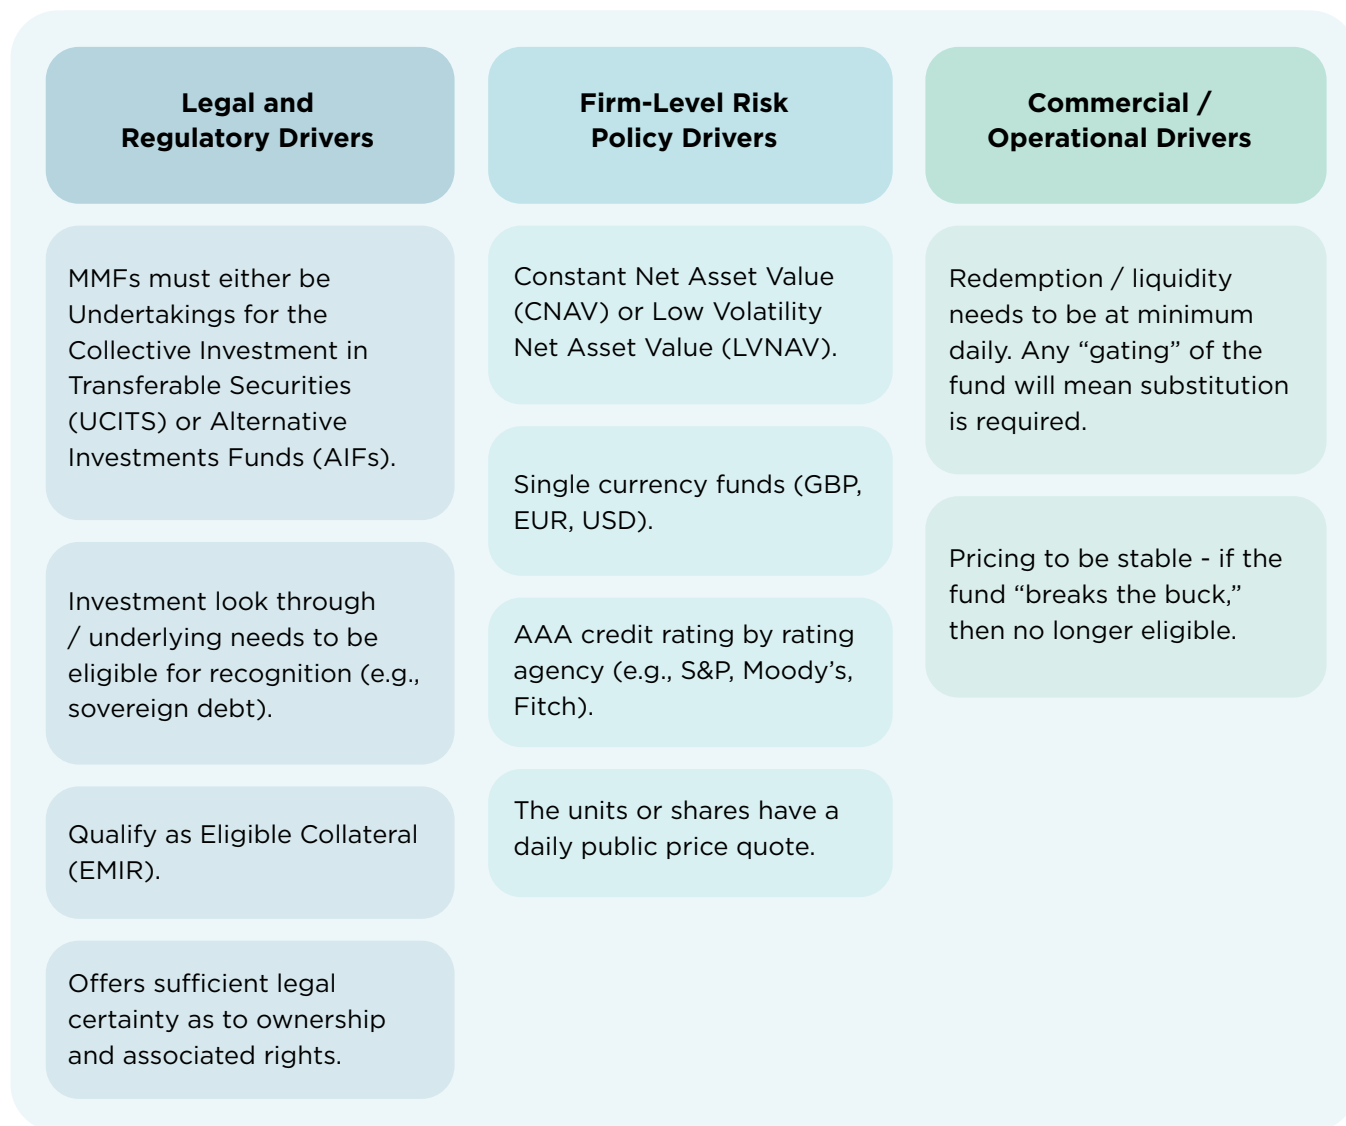 Legal and
Regulatory Drivers
MMFs must either be
Undertakings for the
Collective Investment in
Transferable Securities
(UCITS) or Alternative
Investments Funds (AIFs).
Investment look through
/ underlying needs to be
eligible for recognition (e.g.,
sovereign debt).
Qualify as Eligible Collateral
(EMIR).
Offers sufficient legal
certainty as to ownership
and associated rights.
Firm-Level Risk
Policy Drivers
Constant Net Asset Value
(CNAV) or Low Volatility
Net Asset Value (LVNAV).
Single currency funds (GBP,
EUR, USD).
AAA credit rating by rating
agency (e.g., S&P, Moody’s,
Fitch).
The units or shares have a
daily public price quote.
Commercial /
Operational Drivers
Redemption / liquidity
needs to be at minimum
daily. Any “gating” of the
fund will mean substitution
is required.
Pricing to be stable - if the
fund “breaks the buck,”
then no longer eligible.